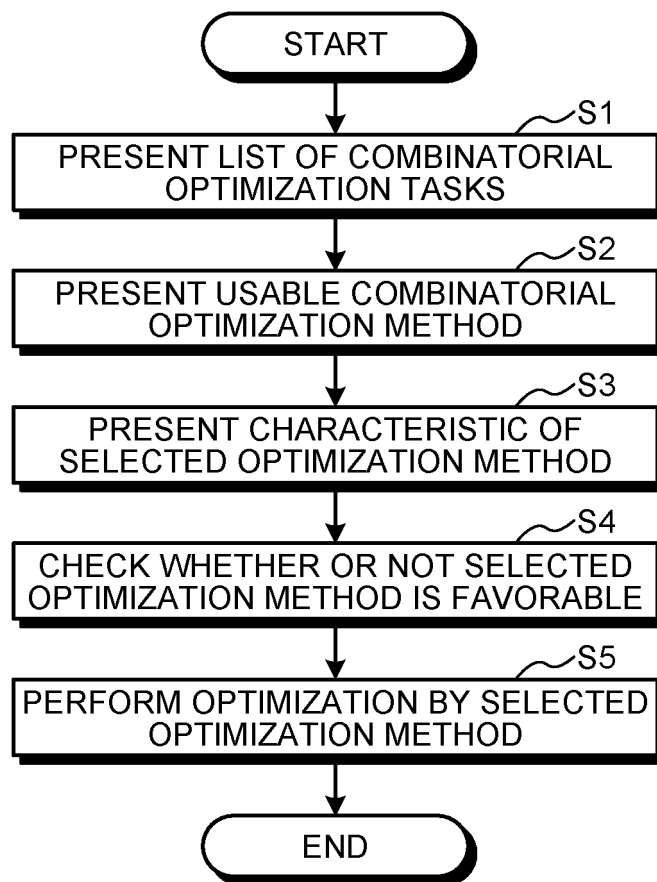 START
S1
PRESENT LIST OF COMBINATORIAL
OPTIMIZATION TASKS
S2
PRESENT USABLE COMBINATORIAL
OPTIMIZATION METHOD
S3
PRESENT CHARACTERISTIC OF
SELECTED OPTIMIZATION METHOD
S4
CHECK WHETHER OR NOT SELECTED
OPTIMIZATION METHOD IS FAVORABLE
S5
PERFORM OPTIMIZATION BY SELECTED
OPTIMIZATION METHOD
END